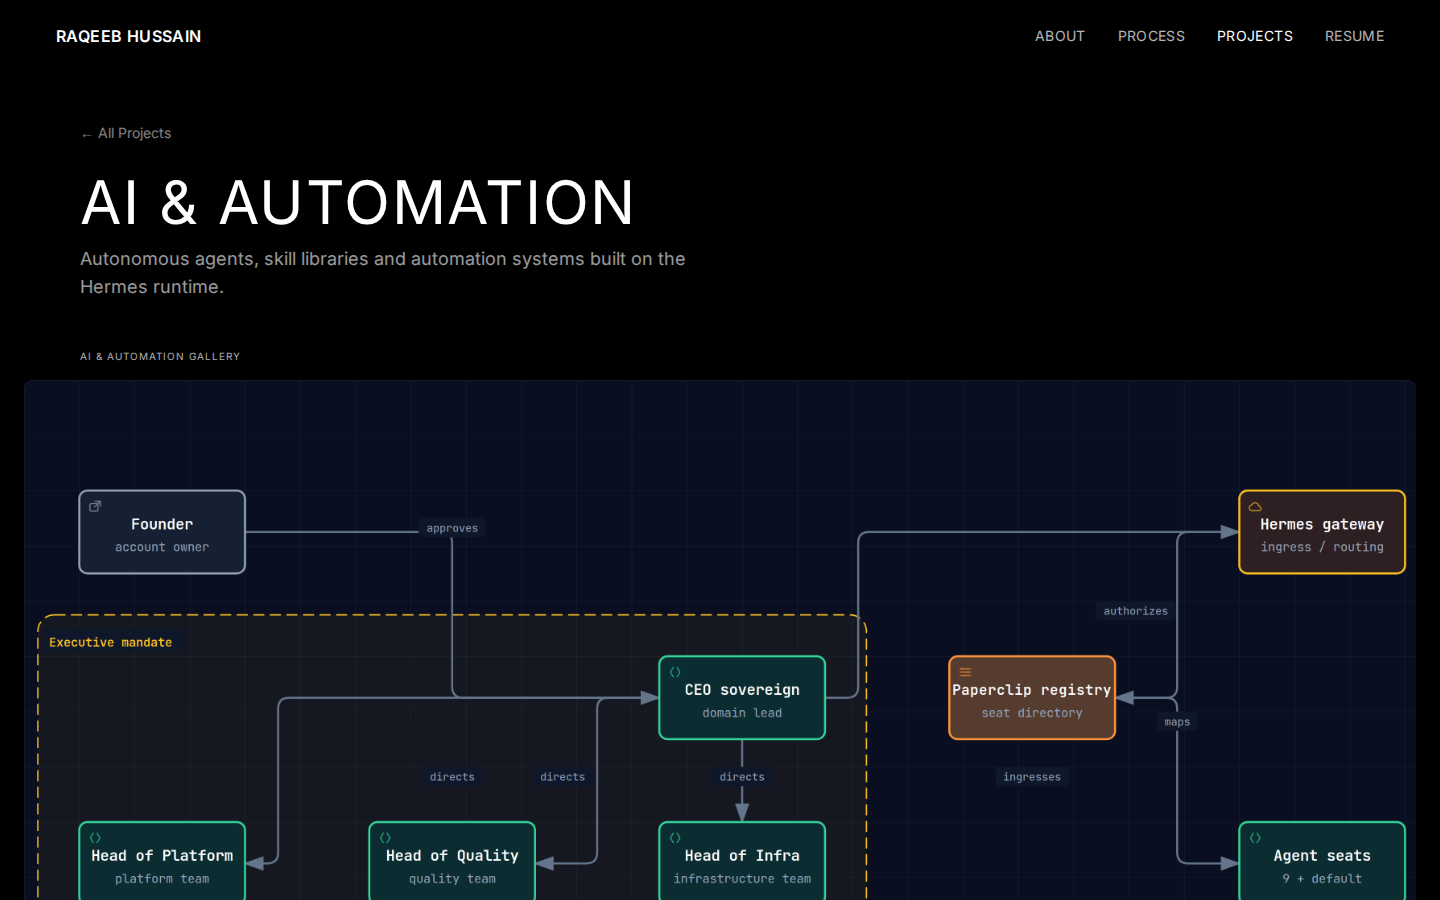 RAQEEB HUSSAIN
ABOUT
PROCESS
PROJECTS
RESUME
← All Projects
AI & AUTOMATION
Autonomous agents, skill libraries and automation systems built on the
Hermes runtime.
AI & AUTOMATION GALLERY
Founder
account owner
approves
Hermes gateway
ingress / routing
authorizes
Executive mandate
CEO sovereign
domain lead
Paperclip registry
seat directory
maps
directs
directs
directs
ingresses
Head of Platform
platform team
Head of Quality
quality team
Head of Infra
infrastructure team
Agent seats
9 + default